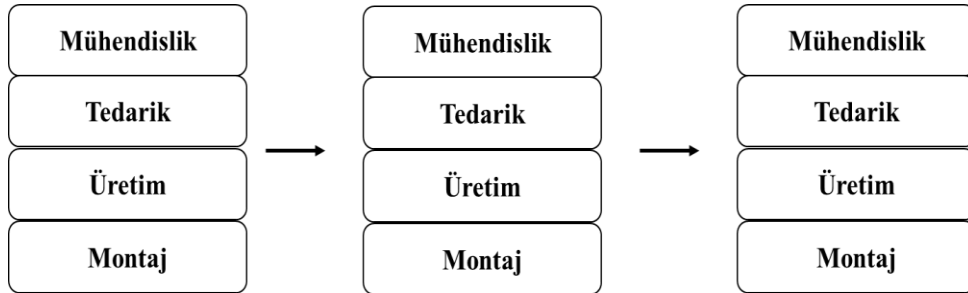 Mühendislik
Tedarik
Üretim
Montaj
Mühendislik
Tedarik
Üretim
Montaj
Mühendislik
Tedarik
Üretim
Montaj